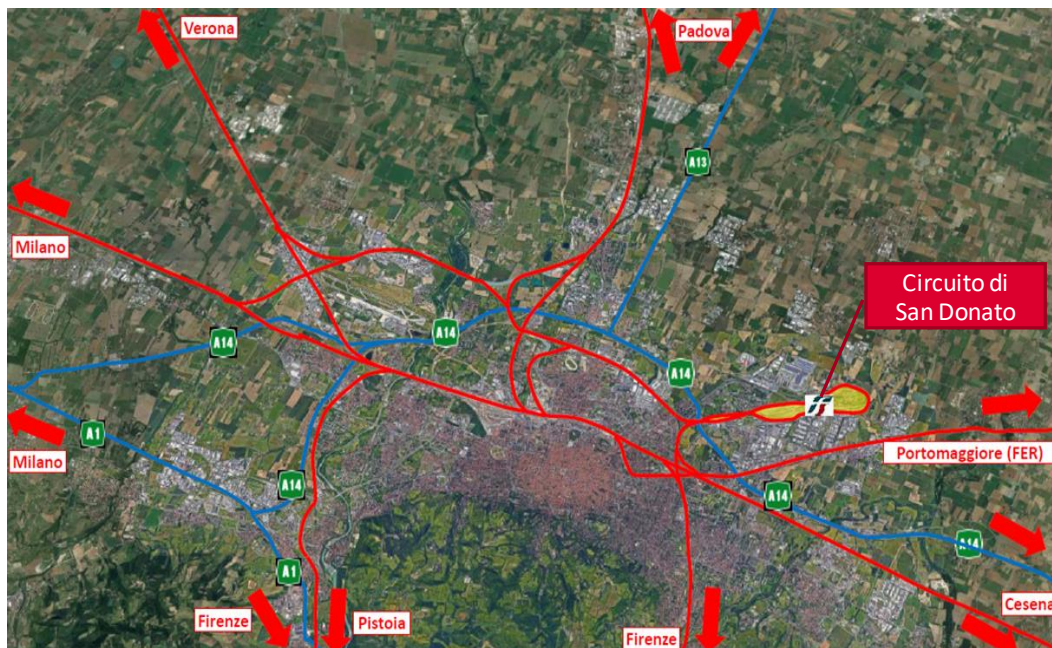 Verona
Padova
A13
Milano
Circuito di
San Donato
A14
A14
A14
A1
Milano
Portomaggiore (FER)
A14
A14
A14
A1
Cesena
Firenze
Pistoia
Firenze